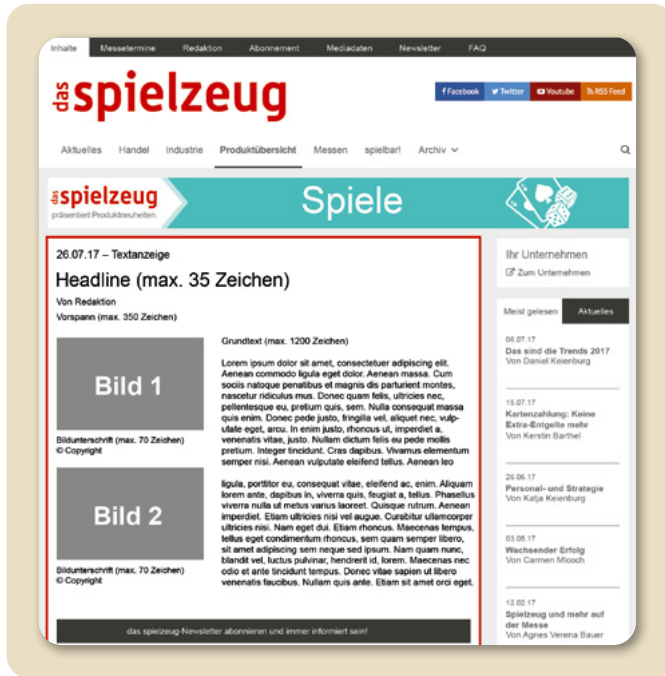 Inhalte Messetermine Redaktion Abonnement Mediadaten Newsletter FAQ
das spielzeug
Facebook Twitter Youtube RSS Feed
Aktuelles Handel Industrie Produktübersicht Messen spielbar! Archiv
das spielzeug
präsentiert Produktneuheiten
Spiele
26.07.17 – Textanzeige
Headline (max. 35 Zeichen)
Von Redaktion
Vorspann (max. 350 Zeichen)
Bild 1
Bildunterschrift (max. 70 Zeichen)
© Copyright
Bild 2
Bildunterschrift (max. 70 Zeichen)
© Copyright
Grundtext (max. 1200 Zeichen)
Lorem ipsum dolor sit amet, consectetuer adipiscing elit.
Aenean commodo ligula eget dolor. Aenean massa. Cum
sociis natoque penatibus et magnis dis parturient montes,
nascetur ridiculus mus. Donec quam felis, ultricies nec,
pellentesque eu, pretium quis, sem. Nulla consequat massa
quis enim. Donec pede justo, fringilla vel, aliquet nec, vulp-
utate eget, arcu. In enim justo, rhoncus ut, imperdiet a,
venenatis vitae, justo. Nullam dictum felis eu pede mollis
pretium. Integer tincidunt. Cras dapibus. Vivamus elementum
semper nisi. Aenean vulputate eleifend tellus. Aenean leo
ligula, porttitor eu, consequat vitae, eleifend ac, enim. Aliquam
lorem ante, dapibus in, viverra quis, feugiat a, tellus. Phasellus
viverra nulla ut metus varius laoreet. Quisque rutrum. Aenean
imperdiet. Etiam ultricies nisi vel augue. Curabitur ullamcorper
ultricies nisi. Nam eget dui. Etiam rhoncus. Maecenas tempus,
tellus eget condimentum rhoncus, sem quam semper libero,
sit amet adipiscing sem neque sed ipsum. Nam quam nunc,
blandit vel, luctus pulvinar, hendrerit id, lorem. Maecenas nec
odio et ante tincidunt tempus. Donec vitae sapien ut libero
venenatis faucibus. Nullam quis ante. Etiam sit amet orci eget.
das spielzeug-Newsletter abonnieren und immer informiert sein!
Ihr Unternehmen
Zum Unternehmen
Meist gelesen Aktuelles
06.07.17
Das sind die Trends 2017
Von Daniel Keienburg
Kartenzahlung: Keine
Extra-Entgelte mehr
Von Kerstin Barthel
26.06.17
Personal- und Strategie
Von Katja Keienburg
03.05.17
Wachsender Erfolg
Von Carmen
12.02.17
Spielzeug und mehr auf
der Messe
Von Agnes Verena Bauer